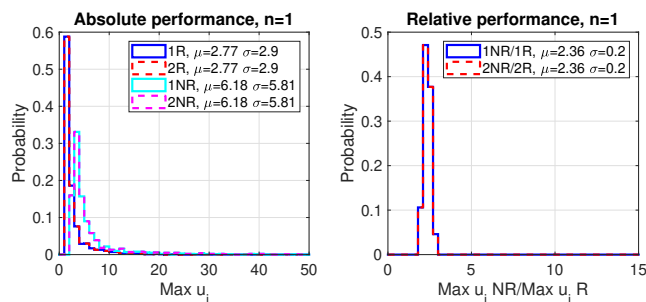 Absolute performance, n=1
0.6
0.5
0.4
0.3
0.2
0.1
0
Probability
1R, μ=2.77 σ=2.9
2R, μ=2.77 σ=2.9
1NR, μ=6.18 σ=5.81
2NR, μ=6.18 σ=5.81
0 10 20 30 40 50
Max u_i
Relative performance, n=1
0.5
0.4
0.3
0.2
0.1
0
Probability
1NR/1R, μ=2.36 σ=0.2
2NR/2R, μ=2.36 σ=0.2
0 5 10 15
Max u_i NR/Max u_i R